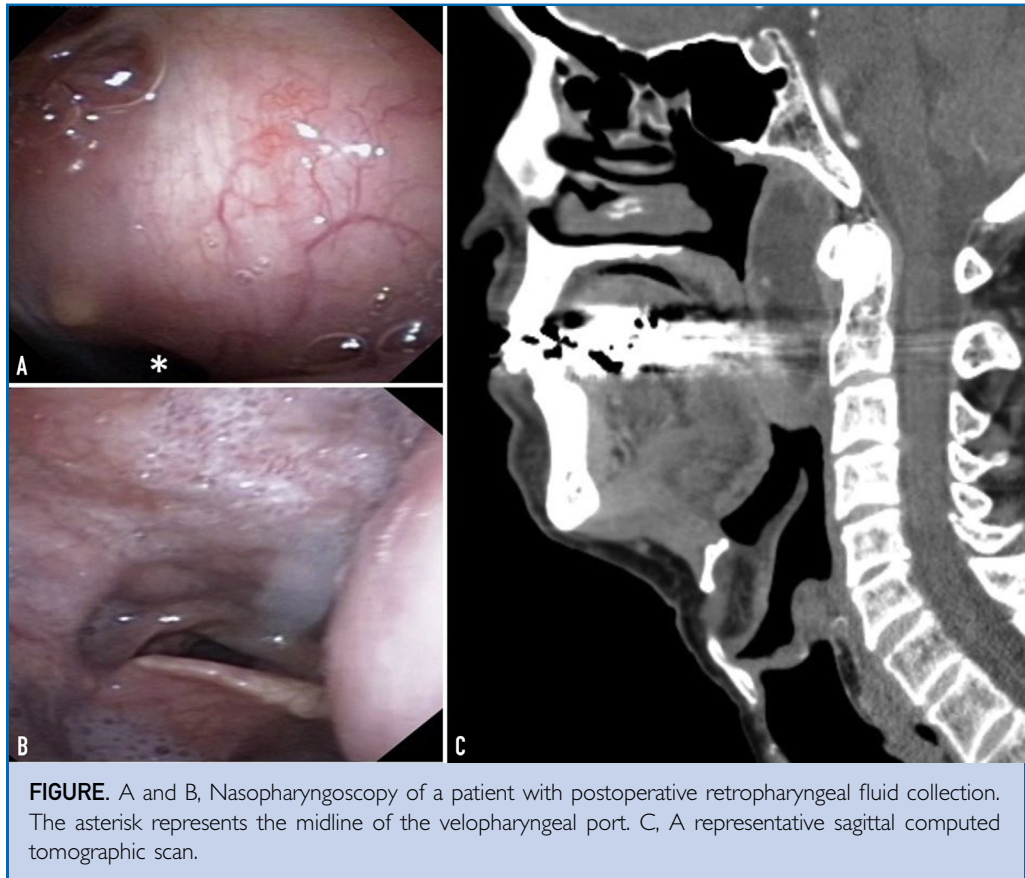 A
*
B
C
FIGURE. A and B, Nasopharyngoscopy of a patient with postoperative retropharyngeal fluid collection.
The asterisk represents the midline of the velopharyngeal port. C, A representative sagittal computed
tomographic scan.